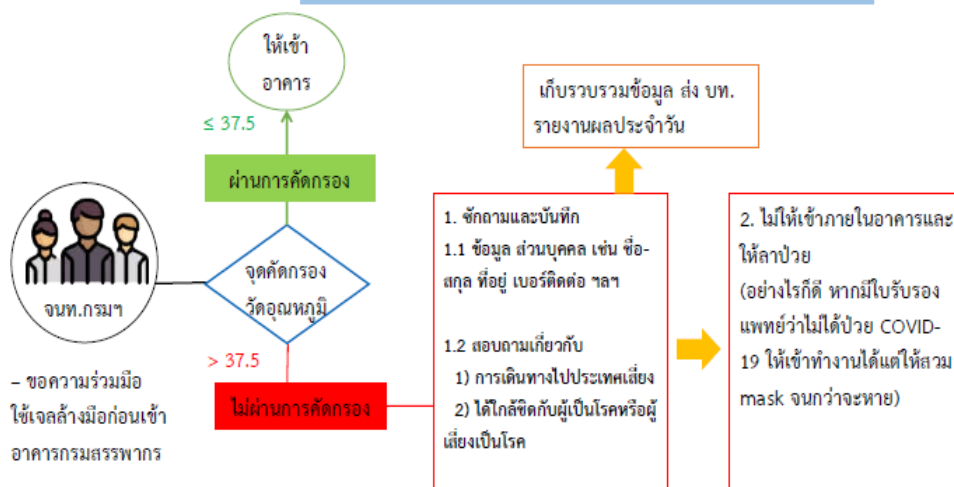 ให้เข้า
อาคาร
≤ 37.5
ผ่านการคัดกรอง
จนท.กรมฯ
จุดคัดกรอง
วัดอุณหภูมิ
> 37.5
ไม่ผ่านการคัดกรอง
– ขอความร่วมมือ
ใช้เจลล้างมือก่อนเข้า
อาคารกรมสรรพากร
เก็บรวบรวมข้อมูล ส่ง บท.
รายงานผลประจำวัน
1. ซักถามและบันทึก
1.1 ข้อมูล ส่วนบุคคล เช่น ชื่อ-
สกุล ที่อยู่ เบอร์ติดต่อ ฯลฯ
1.2 สอบถามเกี่ยวกับ
1) การเดินทางไปประเทศเสี่ยง
2) ได้ใกล้ชิดกับผู้เป็นโรคหรือผู้
เสี่ยงเป็นโรค
2. ไม่ให้เข้าภายในอาคารและ
ให้ลาป่วย
(อย่างไรก็ดี หากมีใบรับรอง
แพทย์ว่าไม่ได้ป่วย COVID-
19 ให้เข้าทำงานได้แต่ให้สวม
mask จนกว่าจะหาย)